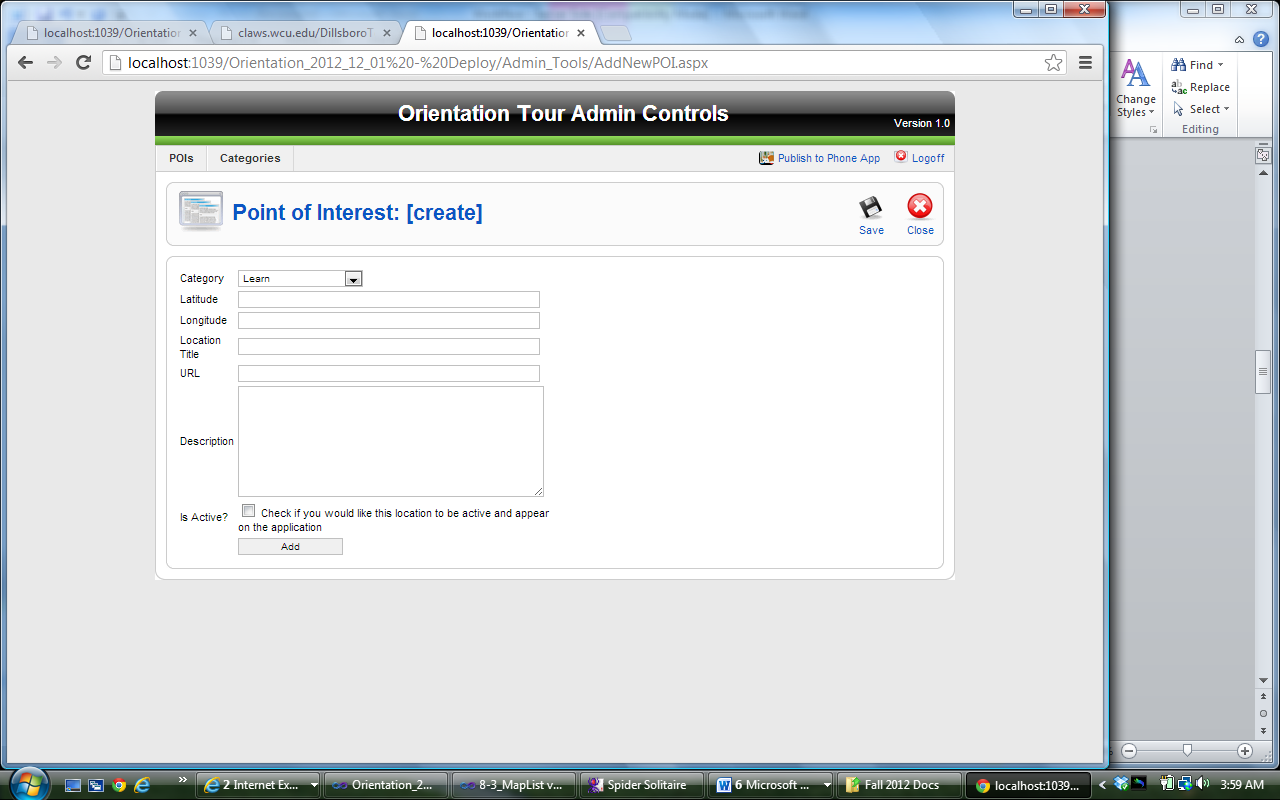 localhost:1039/Orientation
claws.wcu.edu/DillsboroT
localhost:1039/Orientation
localhost:1039/Orientation_2012_12_01%20-%20Deploy/Admin_Tools/AddNewPOI.aspx
Find
Replace
Select
Change
Styles
Editing
Orientation Tour Admin Controls
Version 1.0
POIs
Categories
Publish to Phone App
Logoff
Point of Interest: [create]
Save
Close
Category
Learn
Latitude
Longitude
Location
Title
URL
Description
Is Active?
Check if you would like this location to be active and appear
on the application
Add
2 Internet Ex...
Orientation_2...
8-3_MapList v...
Spider Solitaire
6 Microsoft ...
Fall 2012 Docs
localhost:1039...
3:59 AM